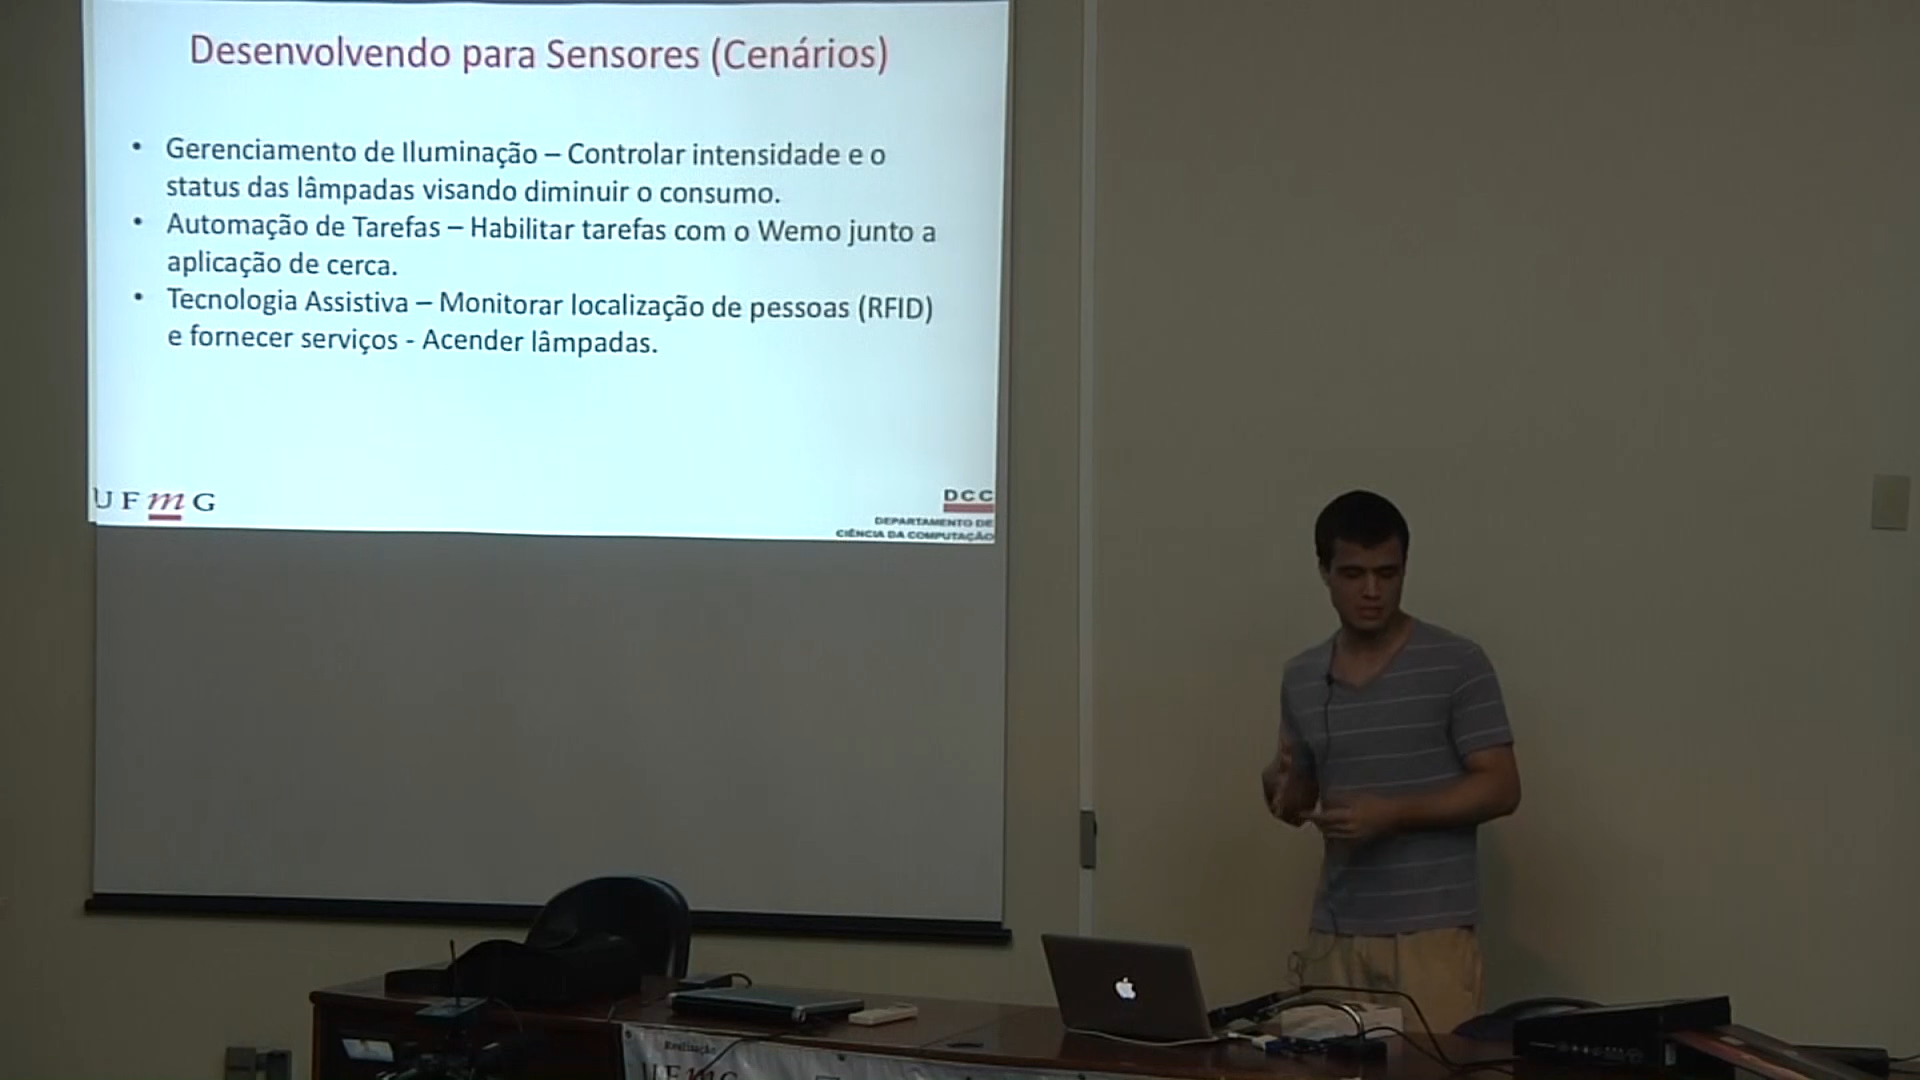 Desenvolvendo para Sensores (Cenários)
• Gerenciamento de Iluminação – Controlar intensidade e o
status das lâmpadas visando diminuir o consumo.
• Automação de Tarefas – Habilitar tarefas com o Wemo junto a
aplicação de cerca.
• Tecnologia Assistiva – Monitorar localização de pessoas (RFID)
e fornecer serviços - Acender lâmpadas.
UFmG
DCC
DEPARTAMENTO DE
CIÊNCIA DA COMPUTAÇÃO
Realização
UFmG